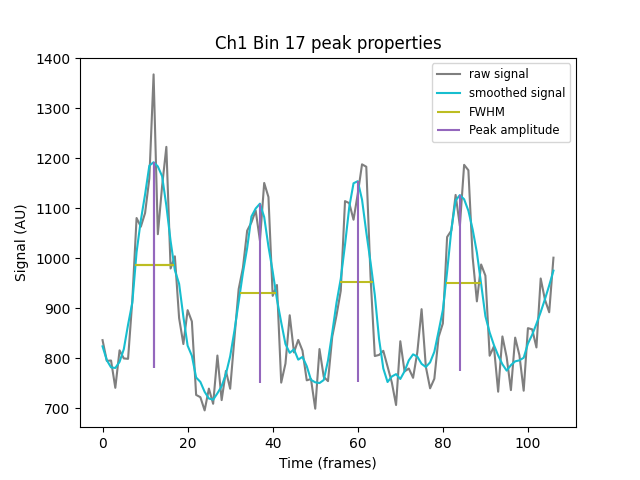 Ch1 Bin 17 peak properties
1400
1300
1200
1100
1000
900
800
700
Signal (AU)
raw signal
smoothed signal
FWHM
Peak amplitude
0 20 40 60 80 100
Time (frames)